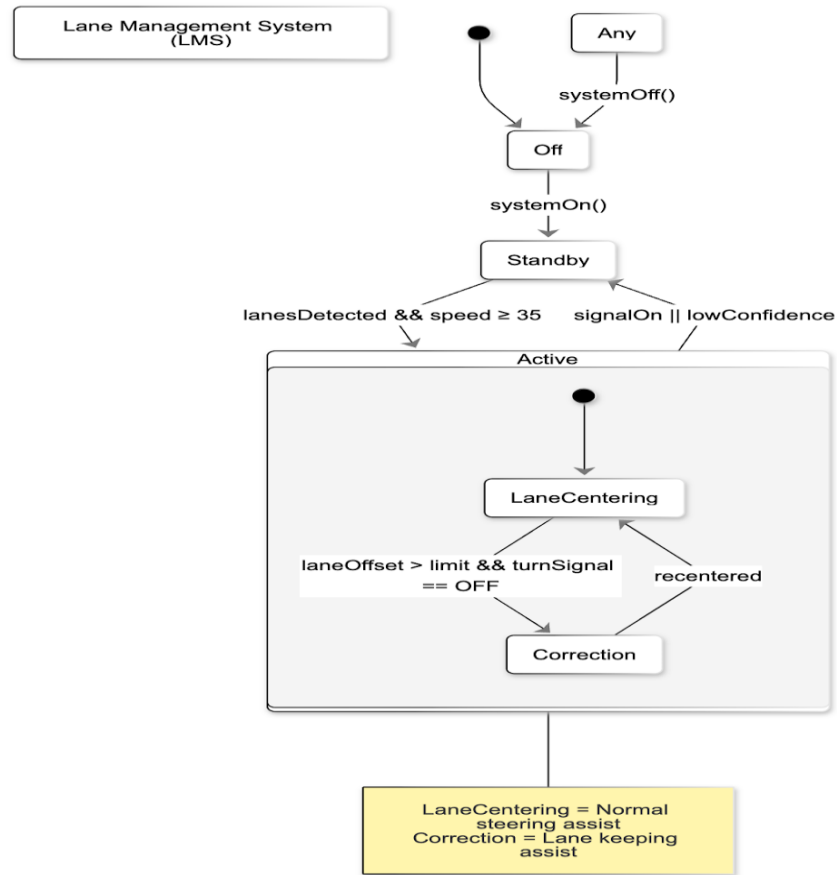 Lane Management System
(LMS)
Any
systemOff()
Off
systemOn()
Standby
lanesDetected && speed ≥ 35
signalOn || lowConfidence
Active
LaneCentering
laneOffset > limit && turnSignal
== OFF
recentered
Correction
LaneCentering = Normal
steering assist
Correction = Lane keeping
assist